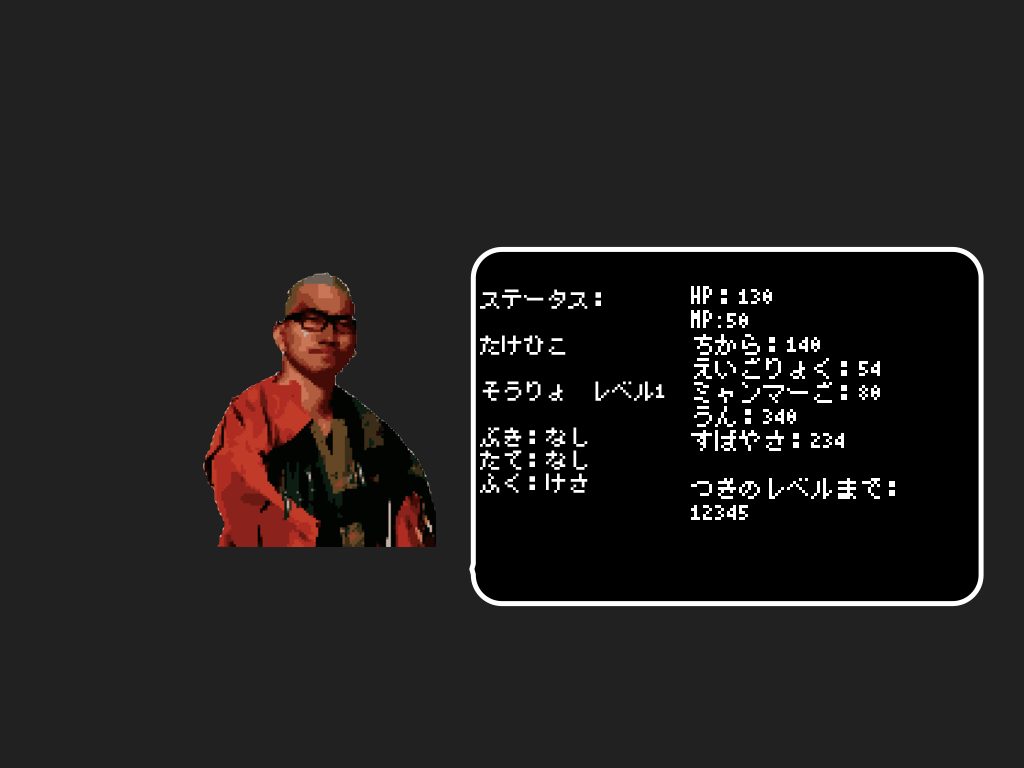 ステータス：
たけひこ
そうりょ　レベル1
ぶき：なし
たて：なし
ふく：けさ
HP：130
MP:50
ちから：140
えいごりょく：54
ミャンマーご：80
うん：340
すばやさ：234
つぎのレベルまで：
12345